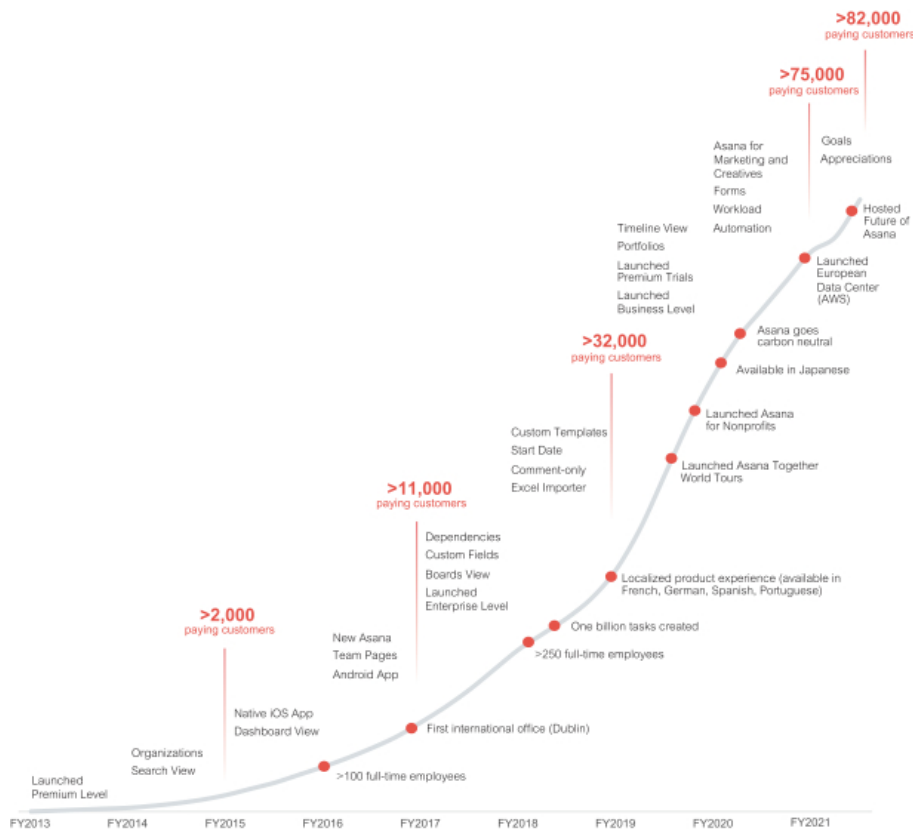 >82,000
paying customers
>75,000
paying customers
Goals
Appreciations
Asana for
Marketing and
Creatives
Forms
Workload
Automation
Hosted
Future of
Asana
Timeline View
Portfolios
Launched
Premium Trials
Launched
Business Level
Launched
European
Data Center
(AWS)
Asana goes
carbon neutral
>32,000
paying customers
Available in Japanese
Launched Asana
for Nonprofits
Custom Templates
Start Date
Comment-only
Excel Importer
Launched Asana Together
World Tours
>11,000
paying customers
Dependencies
Custom Fields
Boards View
Launched
Enterprise Level
Localized product experience (available in
French, German, Spanish, Portuguese)
>2,000
paying customers
One billion tasks created
>250 full-time employees
New Asana
Team Pages
Android App
Native iOS App
Dashboard View
First international office (Dublin)
Organizations
Search View
>100 full-time employees
Launched
Premium Level
FY2013 FY2014 FY2015 FY2016 FY2017 FY2018 FY2019 FY2020 FY2021